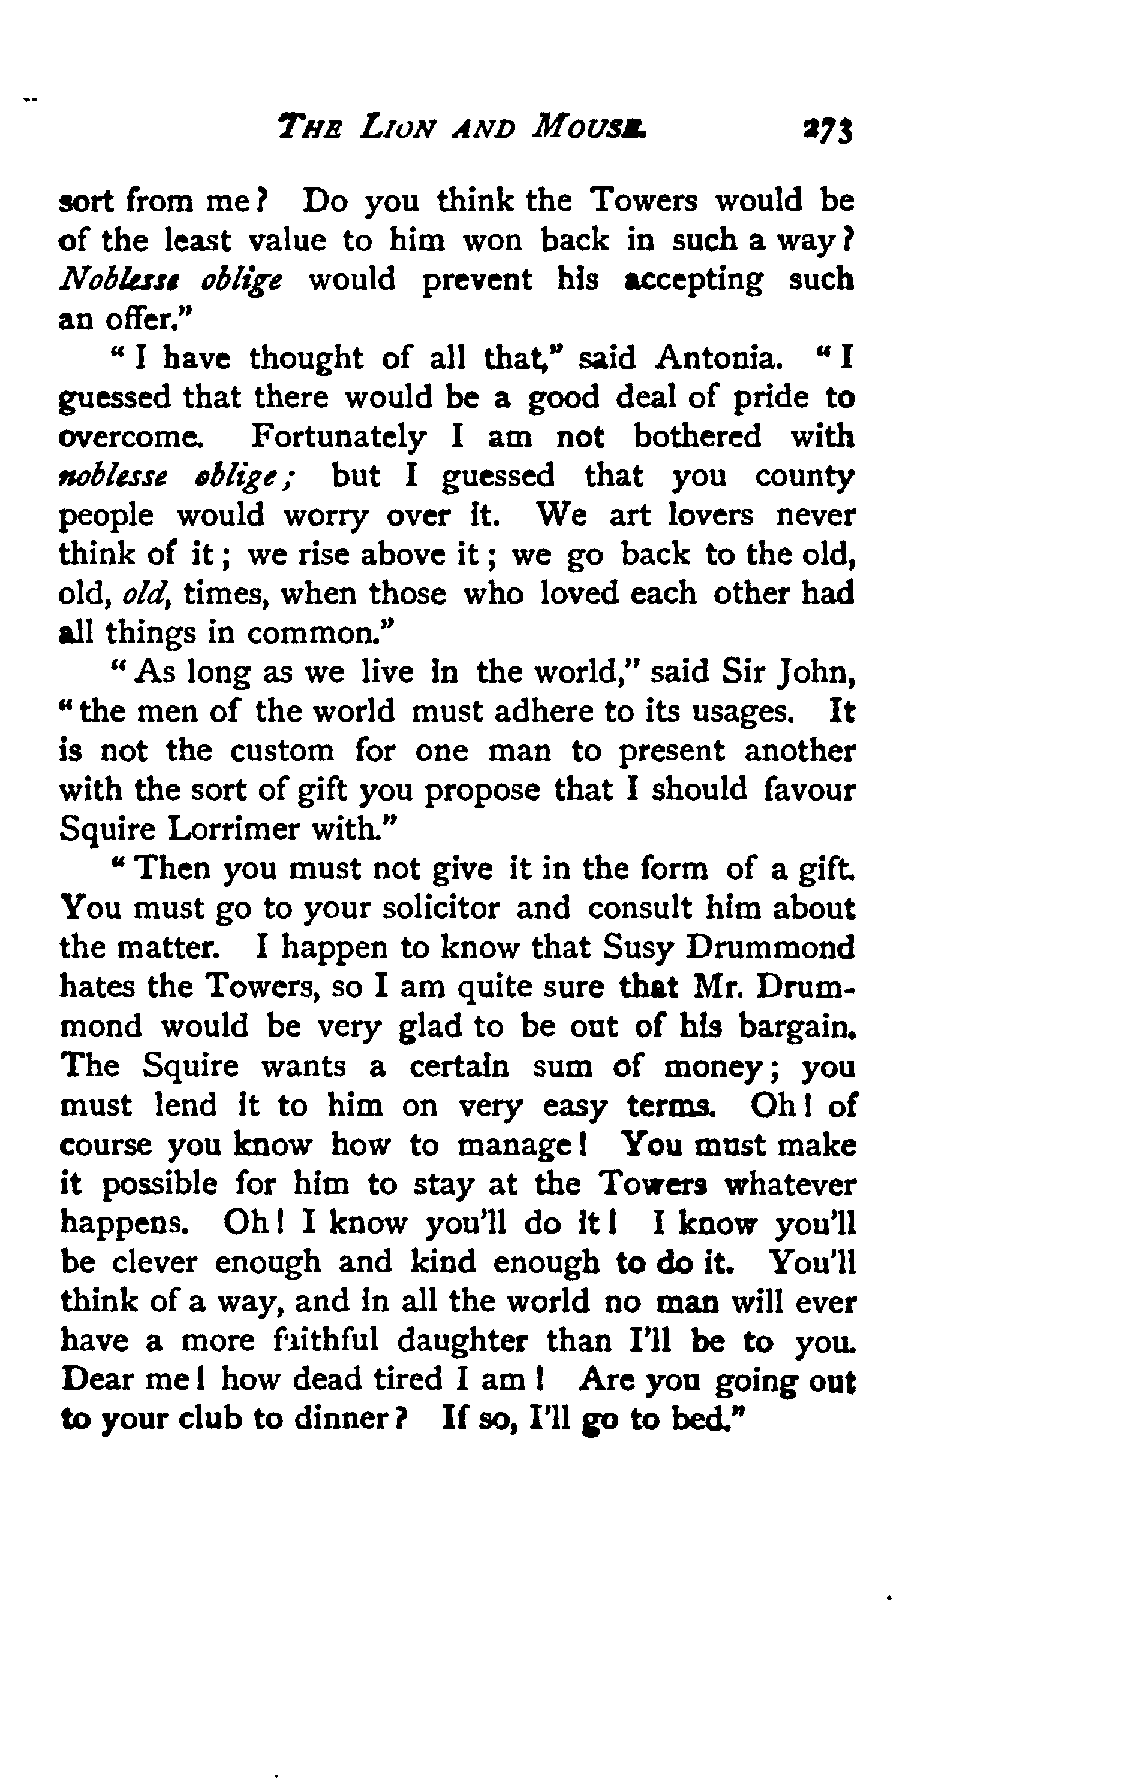 THE LION AND MOUSE. 273
sort from me? Do you think the Towers would be
of the least value to him won back in such a way?
Noblesse oblige would prevent his accepting such
an offer."
"I have thought of all that," said Antonia. "I
guessed that there would be a good deal of pride to
overcome. Fortunately I am not bothered with
noblesse oblige; but I guessed that you county
people would worry over it. We art lovers never
think of it; we rise above it; we go back to the old,
old, old, times, when those who loved each other had
all things in common."
"As long as we live in the world," said Sir John,
"the men of the world must adhere to its usages. It
is not the custom for one man to present another
with the sort of gift you propose that I should favour
Squire Lorrimer with."
"Then you must not give it in the form of a gift.
You must go to your solicitor and consult him about
the matter. I happen to know that Susy Drummond
hates the Towers, so I am quite sure that Mr. Drum-
mond would be very glad to be out of his bargain.
The Squire wants a certain sum of money; you
must lend it to him on very easy terms. Oh! of
course you know how to manage! You must make
it possible for him to stay at the Towers whatever
happens. Oh! I know you'll do it! I know you'll
be clever enough and kind enough to do it. You'll
think of a way, and in all the world no man will ever
have a more faithful daughter than I'll be to you.
Dear me! how dead tired I am! Are you going out
to your club to dinner? If so, I'll go to bed."